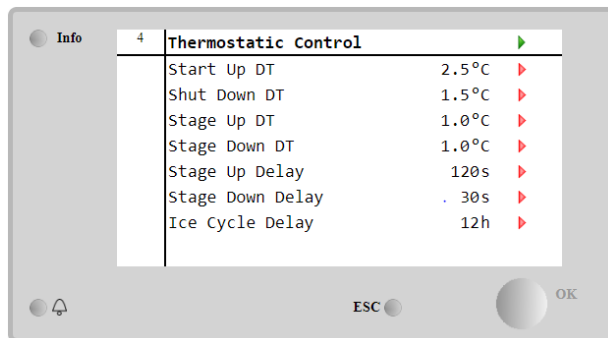 Info
4 Thermostatic Control
Start Up DT 2.5°C
Shut Down DT 1.5°C
Stage Up DT 1.0°C
Stage Down DT 1.0°C
Stage Up Delay 120s
Stage Down Delay . 30s
Ice Cycle Delay 12h
ESC
OK